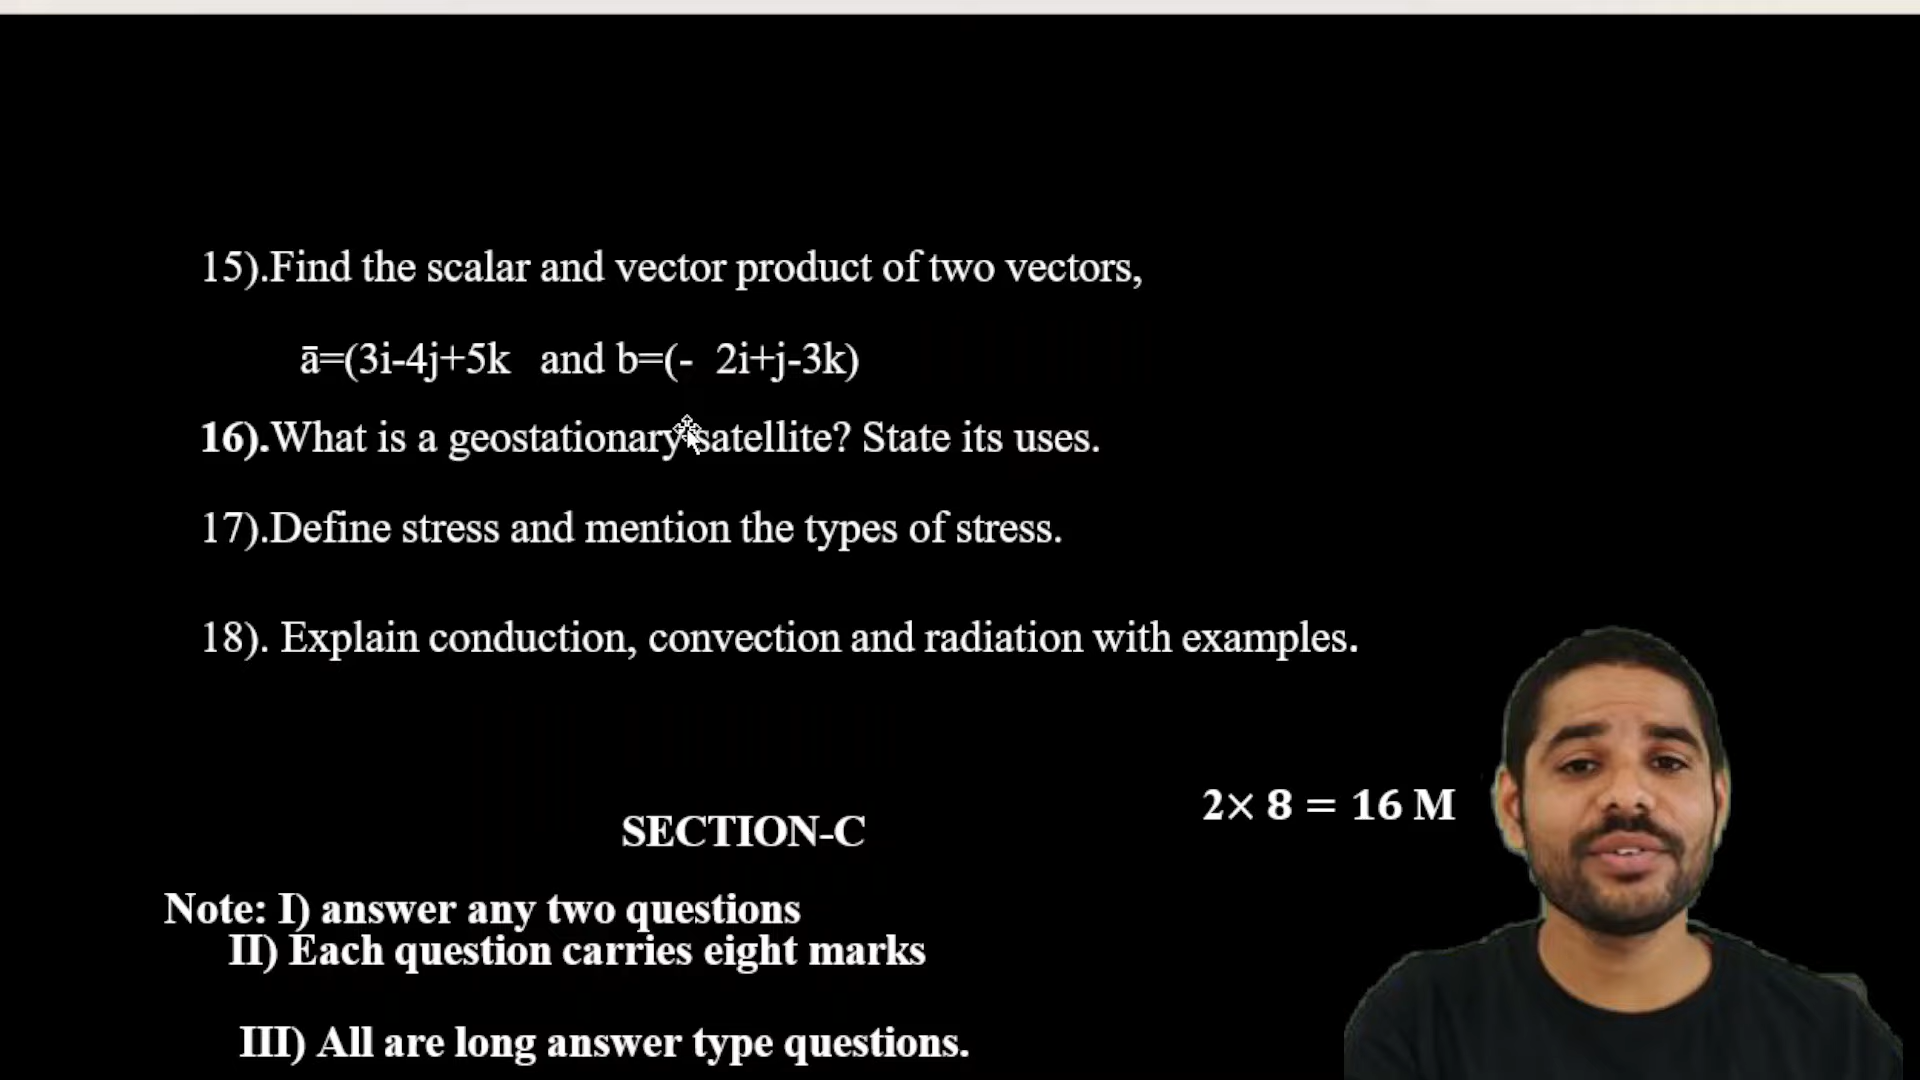 15).Find the scalar and vector product of two vectors,
ā=(3i-4j+5k and b=(- 2i+j-3k)
16).What is a geostationary satellite? State its uses.
17).Define stress and mention the types of stress.
18). Explain conduction, convection and radiation with examples.
2× 8 = 16 M
SECTION-C
Note: I) answer any two questions
II) Each question carries eight marks
III) All are long answer type questions.